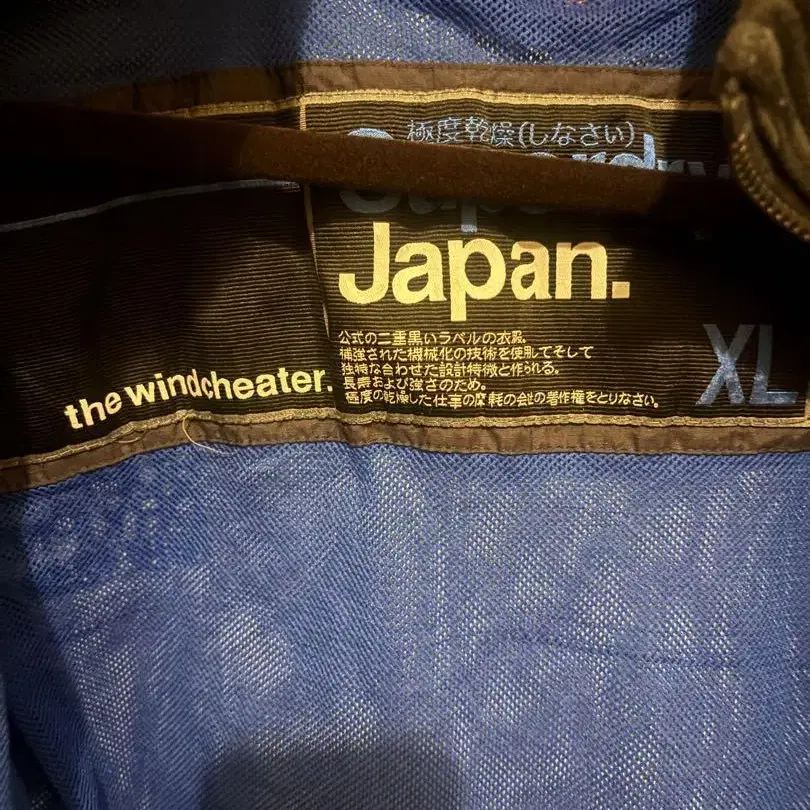 極度乾燥(しなさい)
Superdry
Japan.
公式の二重黒いラベルの衣服。
補強された機械化の技術を使用してそして
独特な合わせた設計特徴と作られる。
長寿および強さのため。
極度の乾燥した仕事の摩耗の会の著作権をとりなさい。
XL
the windcheater.